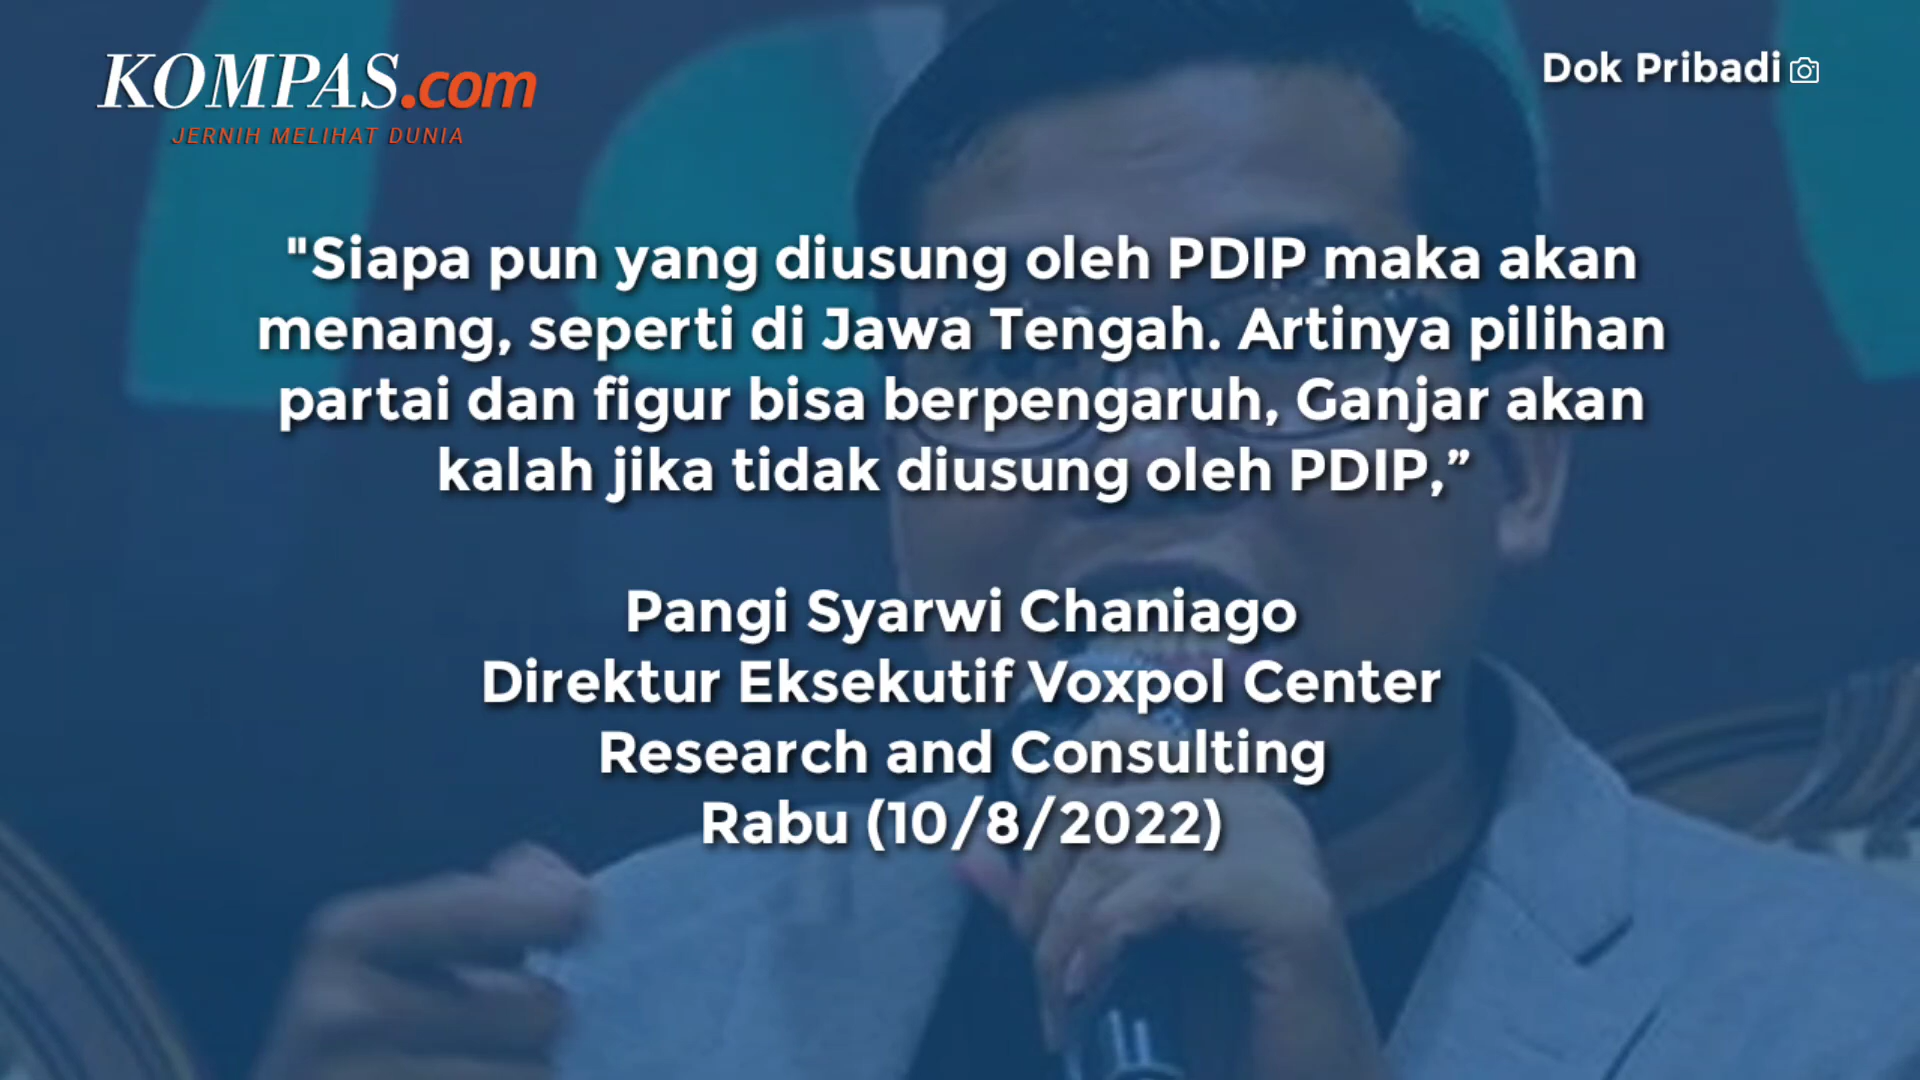 KOMPAS.com
JERNIH MELIHAT DUNIA
Dok Pribadi
"Siapa pun yang diusung oleh PDIP maka akan
menang, seperti di Jawa Tengah. Artinya pilihan
partai dan figur bisa berpengaruh, Ganjar akan
kalah jika tidak diusung oleh PDIP,”
Pangi Syarwi Chaniago
Direktur Eksekutif Voxpol Center
Research and Consulting
Rabu (10/8/2022)